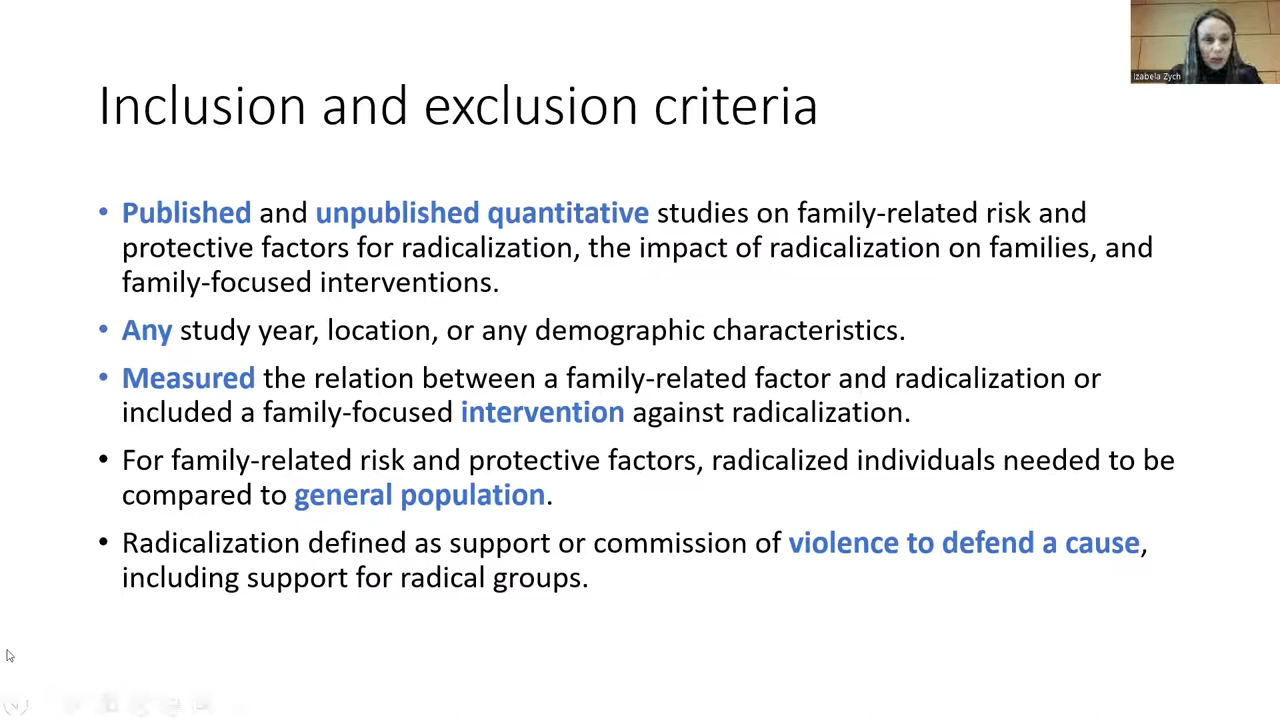 Izabela Zych
Inclusion and exclusion criteria
• Published and unpublished quantitative studies on family-related risk and
protective factors for radicalization, the impact of radicalization on families, and
family-focused interventions.
• Any study year, location, or any demographic characteristics.
• Measured the relation between a family-related factor and radicalization or
included a family-focused intervention against radicalization.
• For family-related risk and protective factors, radicalized individuals needed to be
compared to general population.
• Radicalization defined as support or commission of violence to defend a cause,
including support for radical groups.